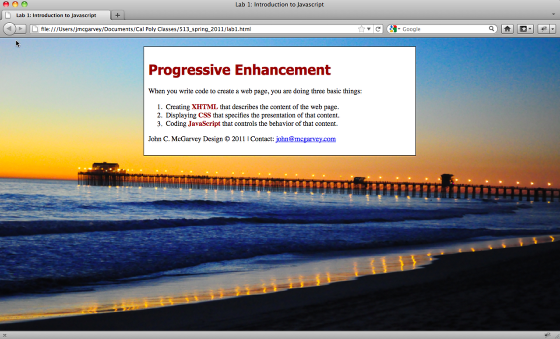 Lab 1: Introduction to Javascript
Lab 1: Introduction to Javascript
file:///Users/jmcgarvey/Documents/Cal Poly Classes/513_spring_2011/lab1.html
Google
Progressive Enhancement
When you write code to create a web page, you are doing three basic things:
1. Creating XHTML that describes the content of the web page.
2. Displaying CSS that specifies the presentation of that content.
3. Coding JavaScript that controls the behavior of that content.
John C. McGarvey Design © 2011 | Contact: john@mcgarvey.com